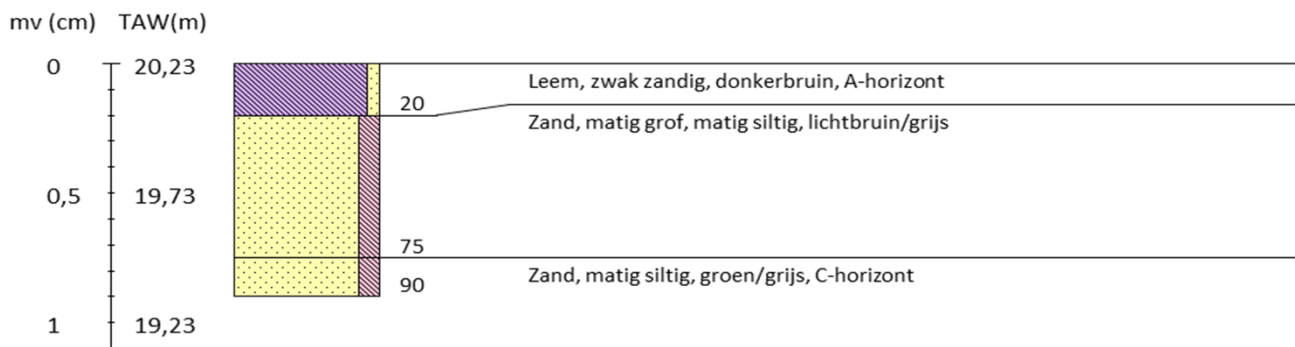 mv (cm) TAW(m)
0 20,23
Leem, zwak zandig, donkerbruin, A-horizont
20
Zand, matig grof, matig siltig, lichtbruin/grijs
0,5 19,73
75
Zand, matig siltig, groen/grijs, C-horizont
90
1 19,23